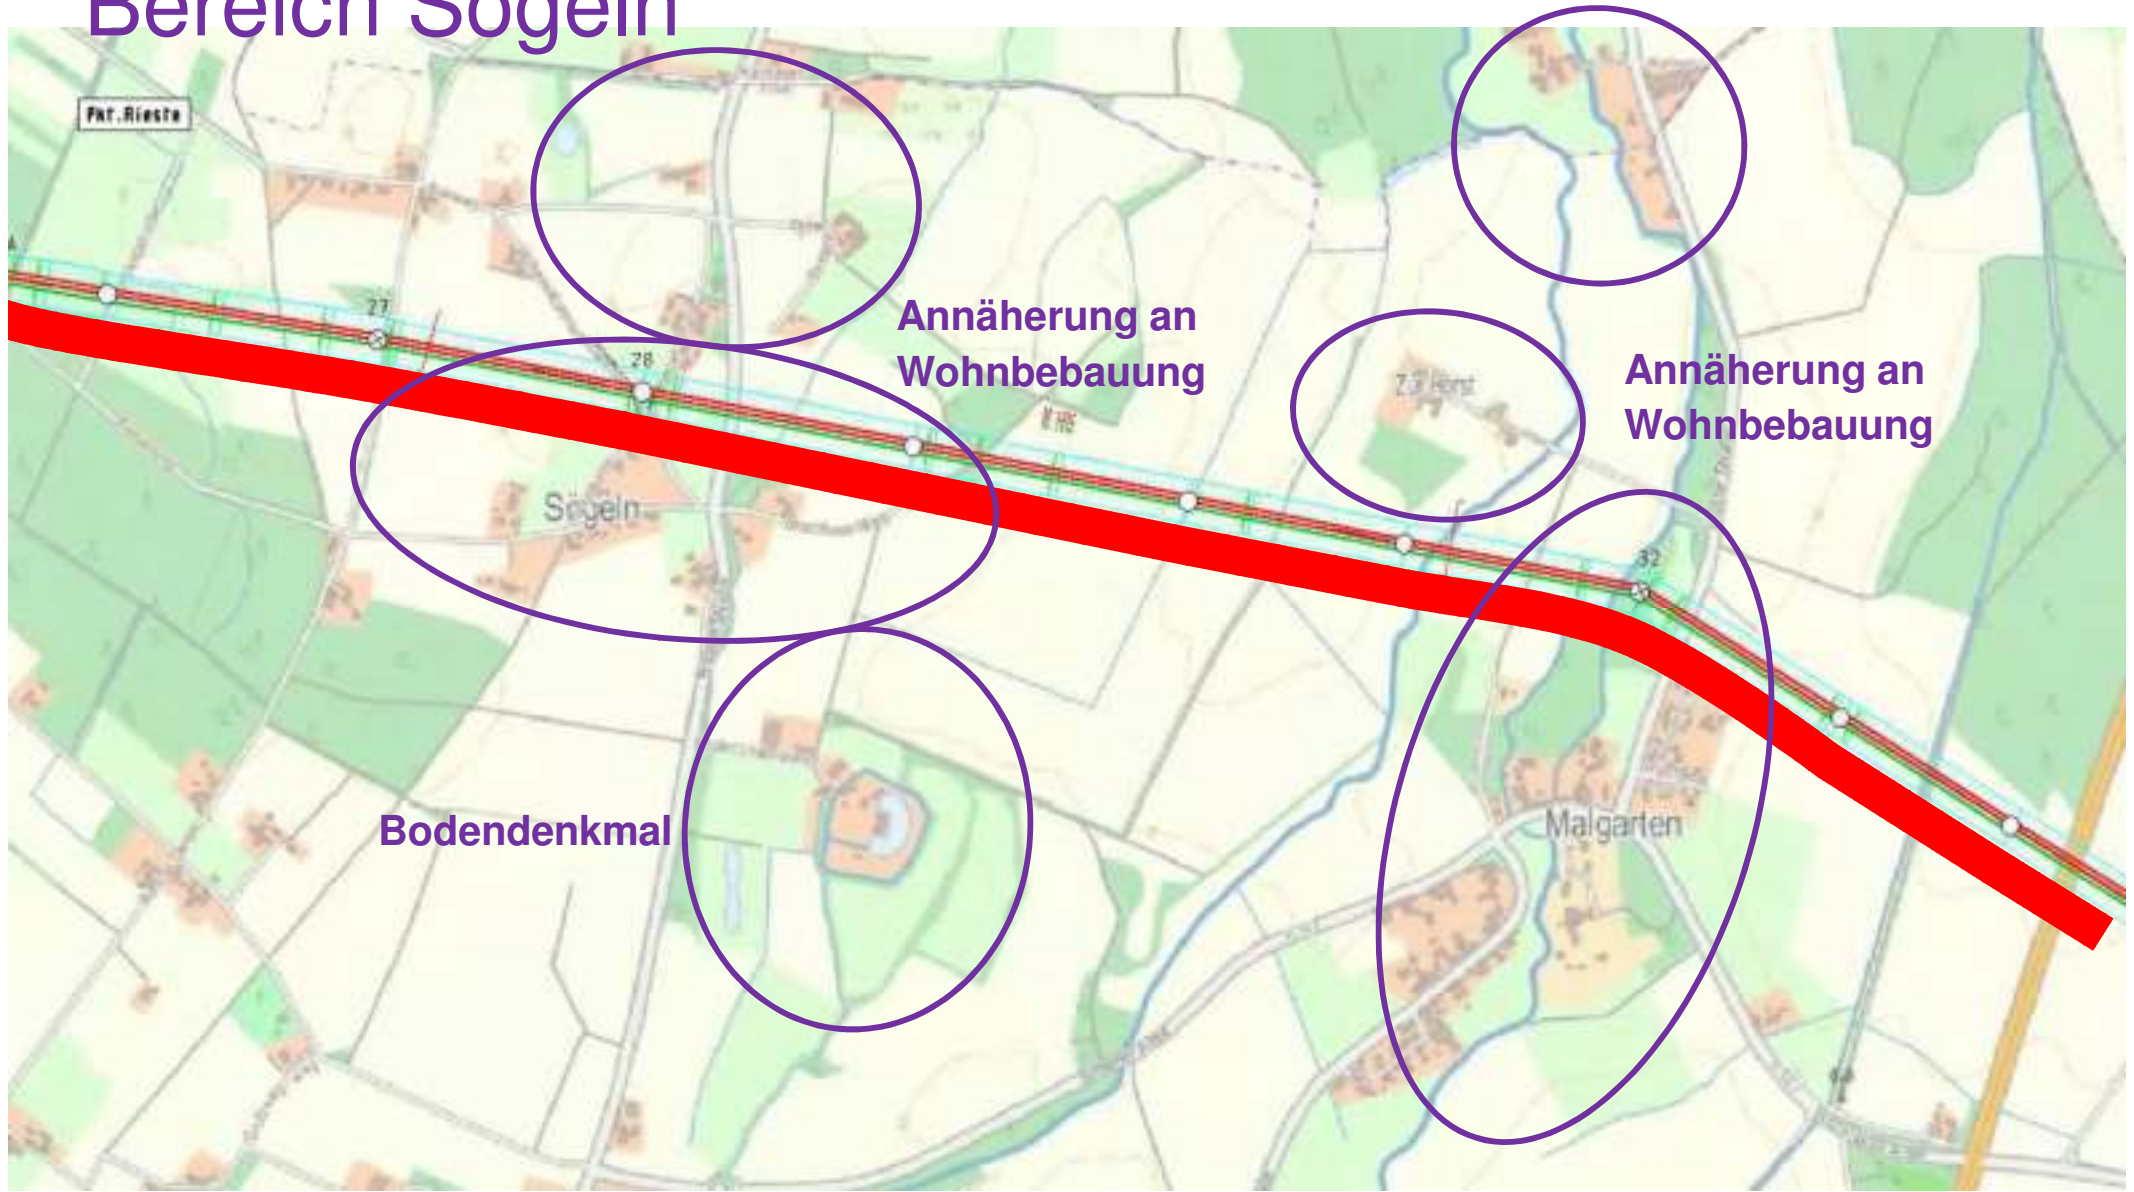 Bereich Sögeln
Pkt.Rieste
27
28
Annäherung an
Wohnbebauung
Annäherung an
Wohnbebauung
Zur Horst
Sögeln
32
Bodendenkmal
Malgarten